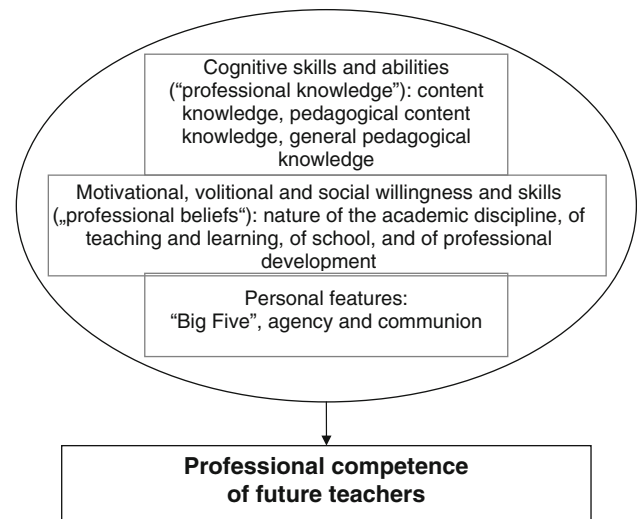 Cognitive skills and abilities
(“professional knowledge”): content
knowledge, pedagogical content
knowledge, general pedagogical
knowledge
Motivational, volitional and social willingness and skills
(„professional beliefs“): nature of the academic discipline, of
teaching and learning, of school, and of professional
development
Personal features:
“Big Five”, agency and communion
Professional competence
of future teachers